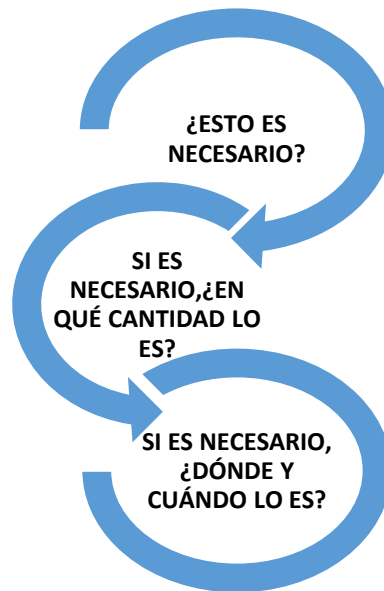 ¿ESTO ES
NECESARIO?
SI ES
NECESARIO,¿EN
QUÉ CANTIDAD LO
ES?
SI ES NECESARIO,
¿DÓNDE Y
CUÁNDO LO ES?